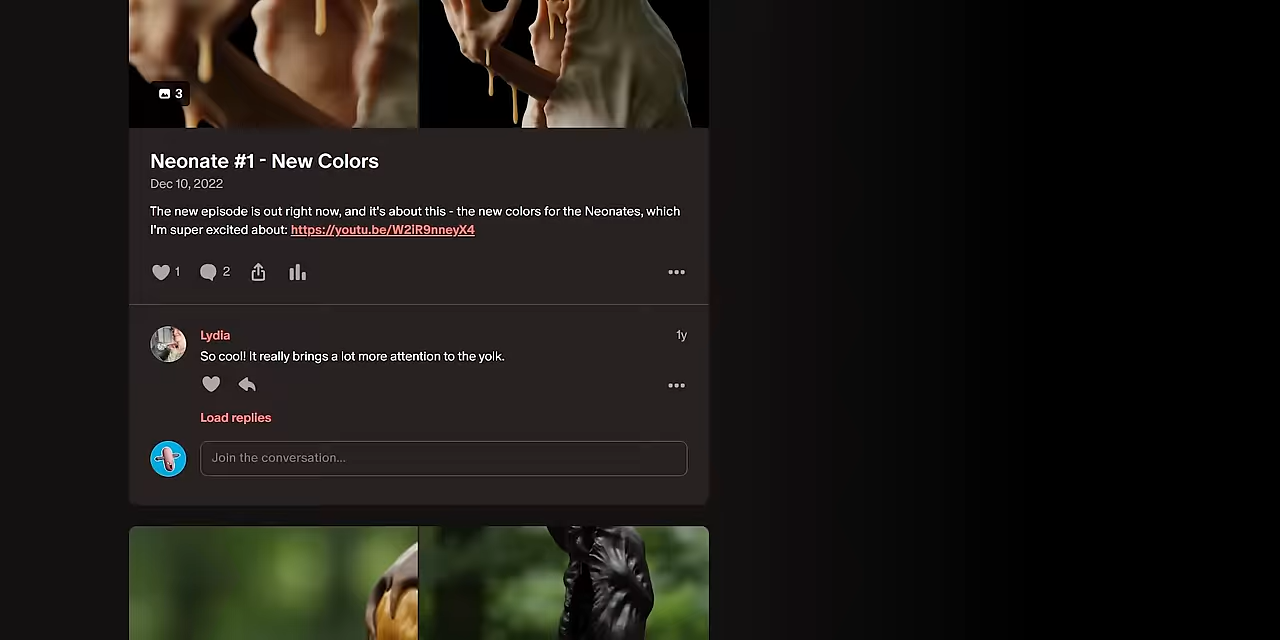 3
Neonate #1 - New Colors
Dec 10, 2022
The new episode is out right now, and it's about this - the new colors for the Neonates, which
I'm super excited about: https://youtu.be/W2iR9nneyX4
1 2
Lydia 1y
So cool! It really brings a lot more attention to the yolk.
Load replies
Join the conversation...